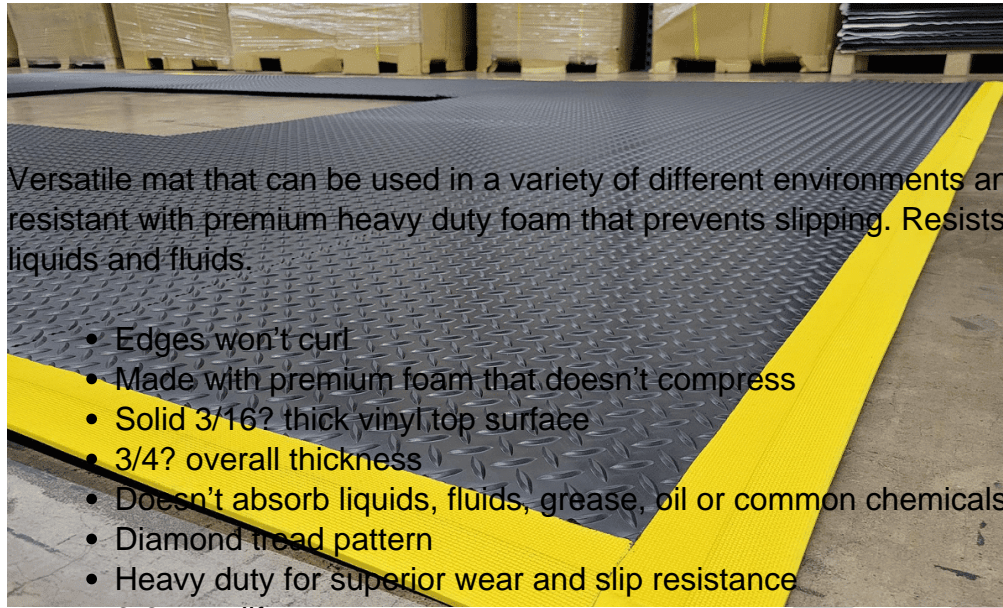 Versatile mat that can be used in a variety of different environments
resistant with premium heavy duty foam that prevents slipping. Resists
liquids and fluids.
• Edges won't curl
• Made with premium foam that doesn't compress
• Solid 3/16? thick vinyl top surface
• 3/4? overall thickness
• Doesn't absorb liquids, fluids, grease, oil or common chemicals
• Diamond tread pattern
• Heavy duty for superior wear and slip resistance